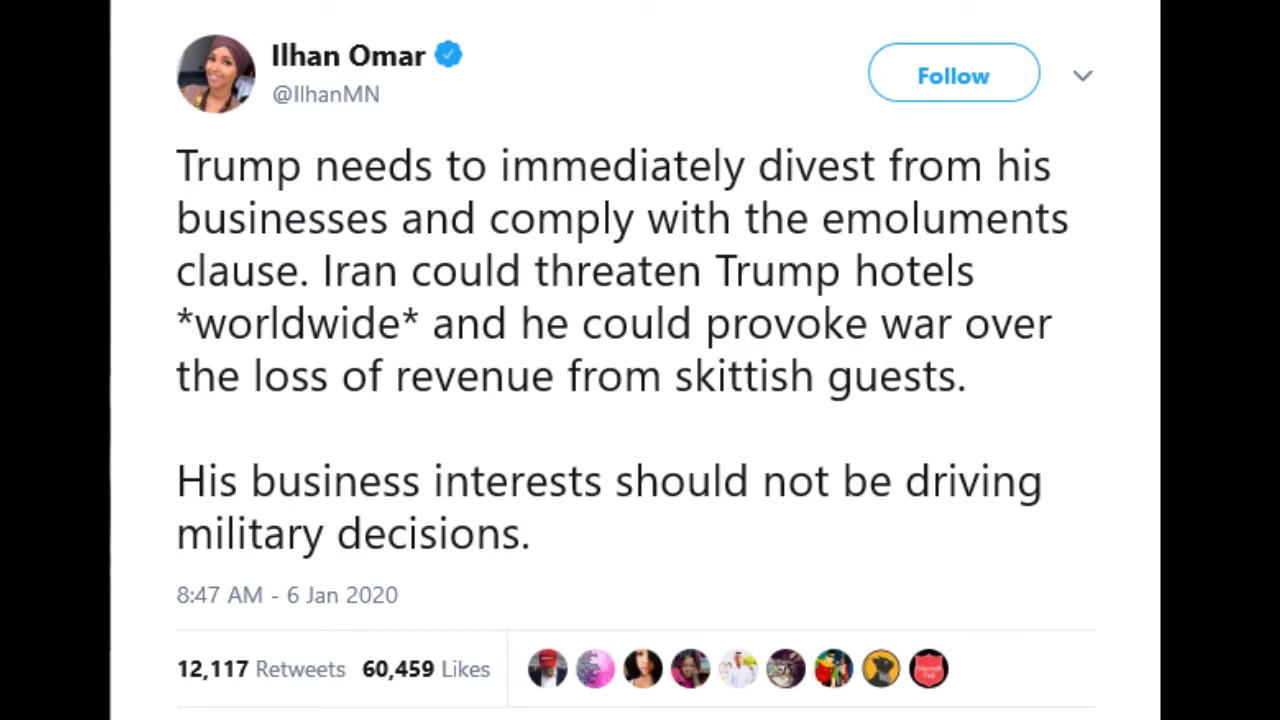 Ilhan Omar
@IlhanMN
Follow
Trump needs to immediately divest from his
businesses and comply with the emoluments
clause. Iran could threaten Trump hotels
*worldwide* and he could provoke war over
the loss of revenue from skittish guests.
His business interests should not be driving
military decisions.
8:47 AM - 6 Jan 2020
12,117 Retweets 60,459 Likes